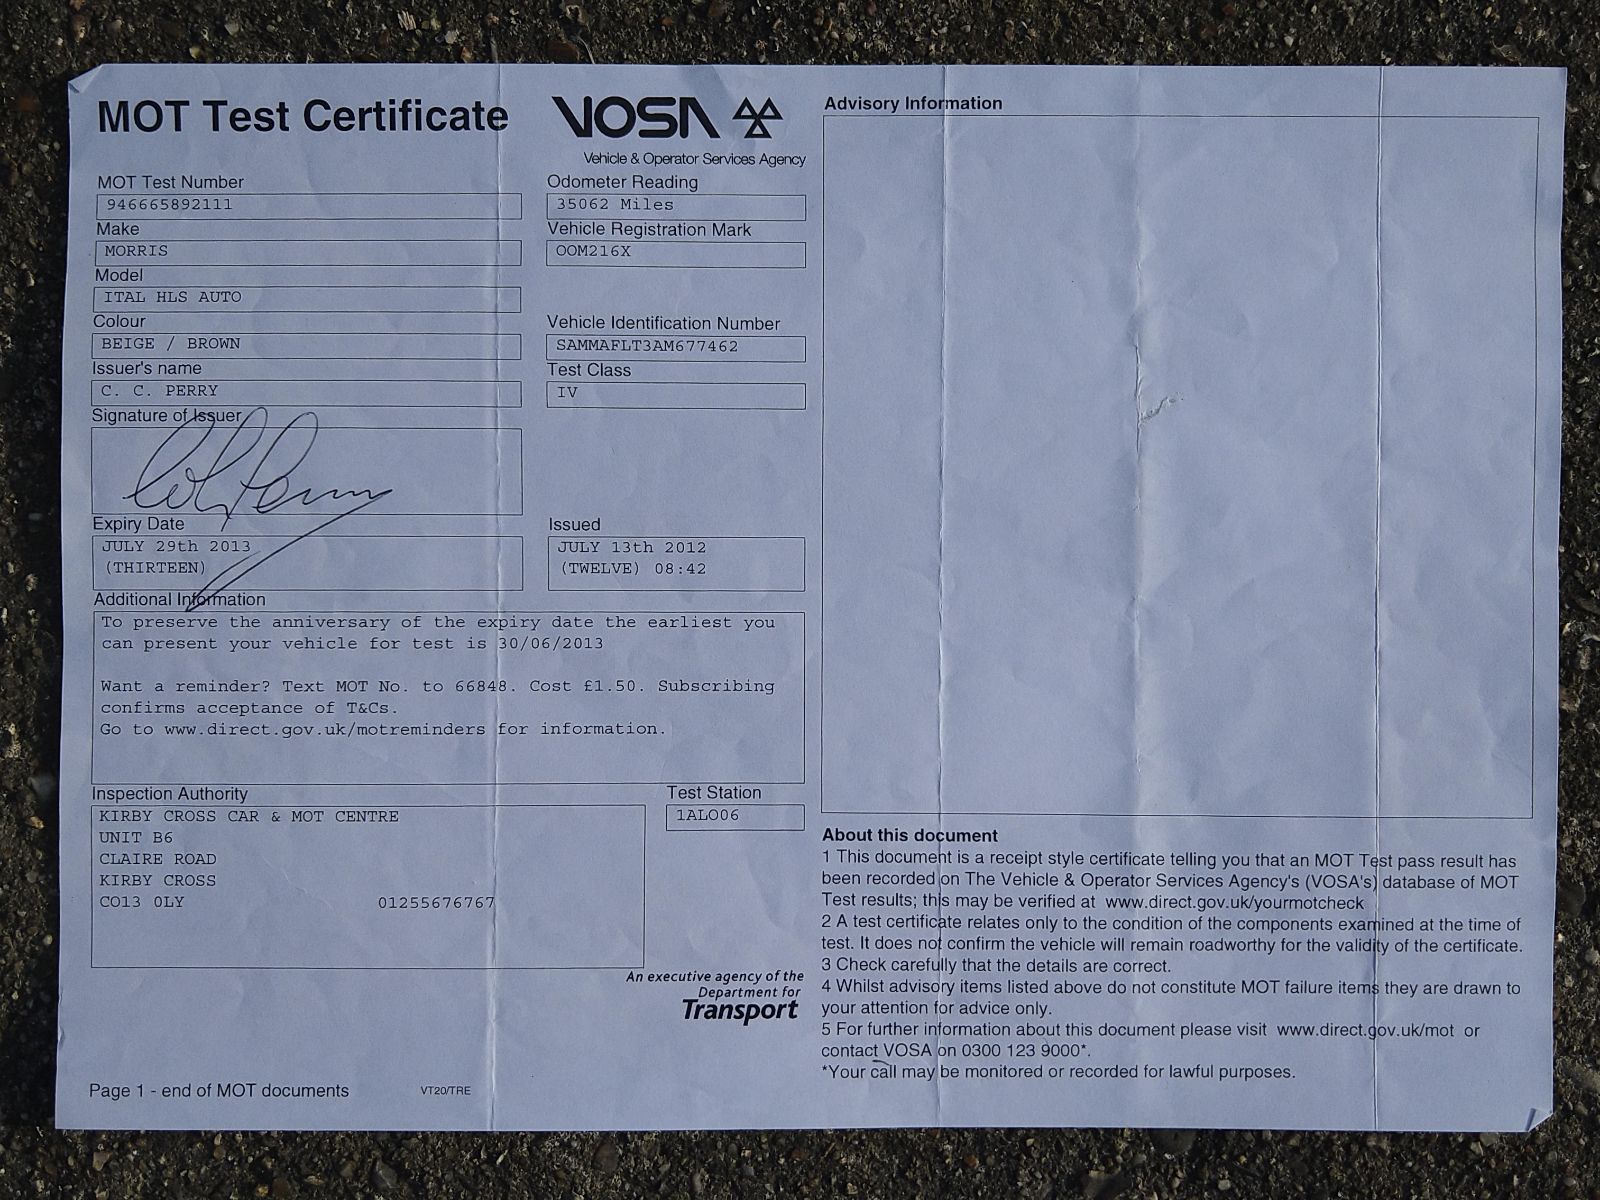 MOT Test Certificate
VOSA
Vehicle & Operator Services Agency
MOT Test Number
946665892111
Odometer Reading
35062 Miles
Make
MORRIS
Vehicle Registration Mark
OOM216X
Model
ITAL HLS AUTO
Colour
BEIGE / BROWN
Vehicle Identification Number
SAMMAFLT3AM677462
Issuer's name
C. C. PERRY
Test Class
IV
Signature of Issuer
Expiry Date
JULY 29th 2013
(THIRTEEN)
Issued
JULY 13th 2012
(TWELVE) 08:42
Additional Information
To preserve the anniversary of the expiry date the earliest you
can present your vehicle for test is 30/06/2013
Want a reminder? Text MOT No. to 66848. Cost £1.50. Subscribing
confirms acceptance of T&Cs.
Go to www.direct.gov.uk/motreminders for information.
Inspection Authority
KIRBY CROSS CAR & MOT CENTRE
UNIT B6
CLAIRE ROAD
KIRBY CROSS
CO13 0LY 01255676767
Test Station
1ALO06
An executive agency of the
Department for
Transport
Page 1 - end of MOT documents
VT20/TRE
Advisory Information
About this document
1 This document is a receipt style certificate telling you that an MOT Test pass result has
been recorded on The Vehicle & Operator Services Agency's (VOSA's) database of MOT
Test results; this may be verified at www.direct.gov.uk/yourmotcheck
2 A test certificate relates only to the condition of the components examined at the time of
test. It does not confirm the vehicle will remain roadworthy for the validity of the certificate.
3 Check carefully that the details are correct.
4 Whilst advisory items listed above do not constitute MOT failure items they are drawn to
your attention for advice only.
5 For further information about this document please visit www.direct.gov.uk/mot or
contact VOSA on 0300 123 9000*.
*Your call may be monitored or recorded for lawful purposes.